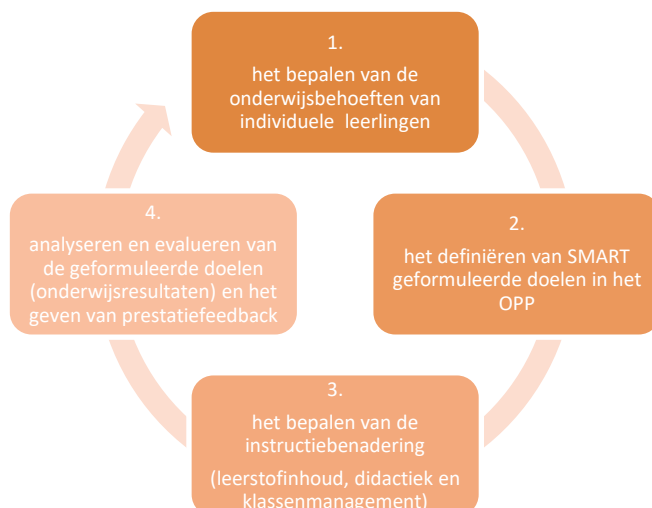 1.
het bepalen van de
onderwijsbehoften van
individuele leerlingen
2.
het definiëren van SMART
geformuleerde doelen in het
OPP
3.
het bepalen van de
instructiebenadering
(leerstofinhoud, didactiek en
klassenmanagement)
4.
analyseren en evalueren van
de geformuleerde doelen
(onderwijsresultaten) en het
geven van prestatiefeedback